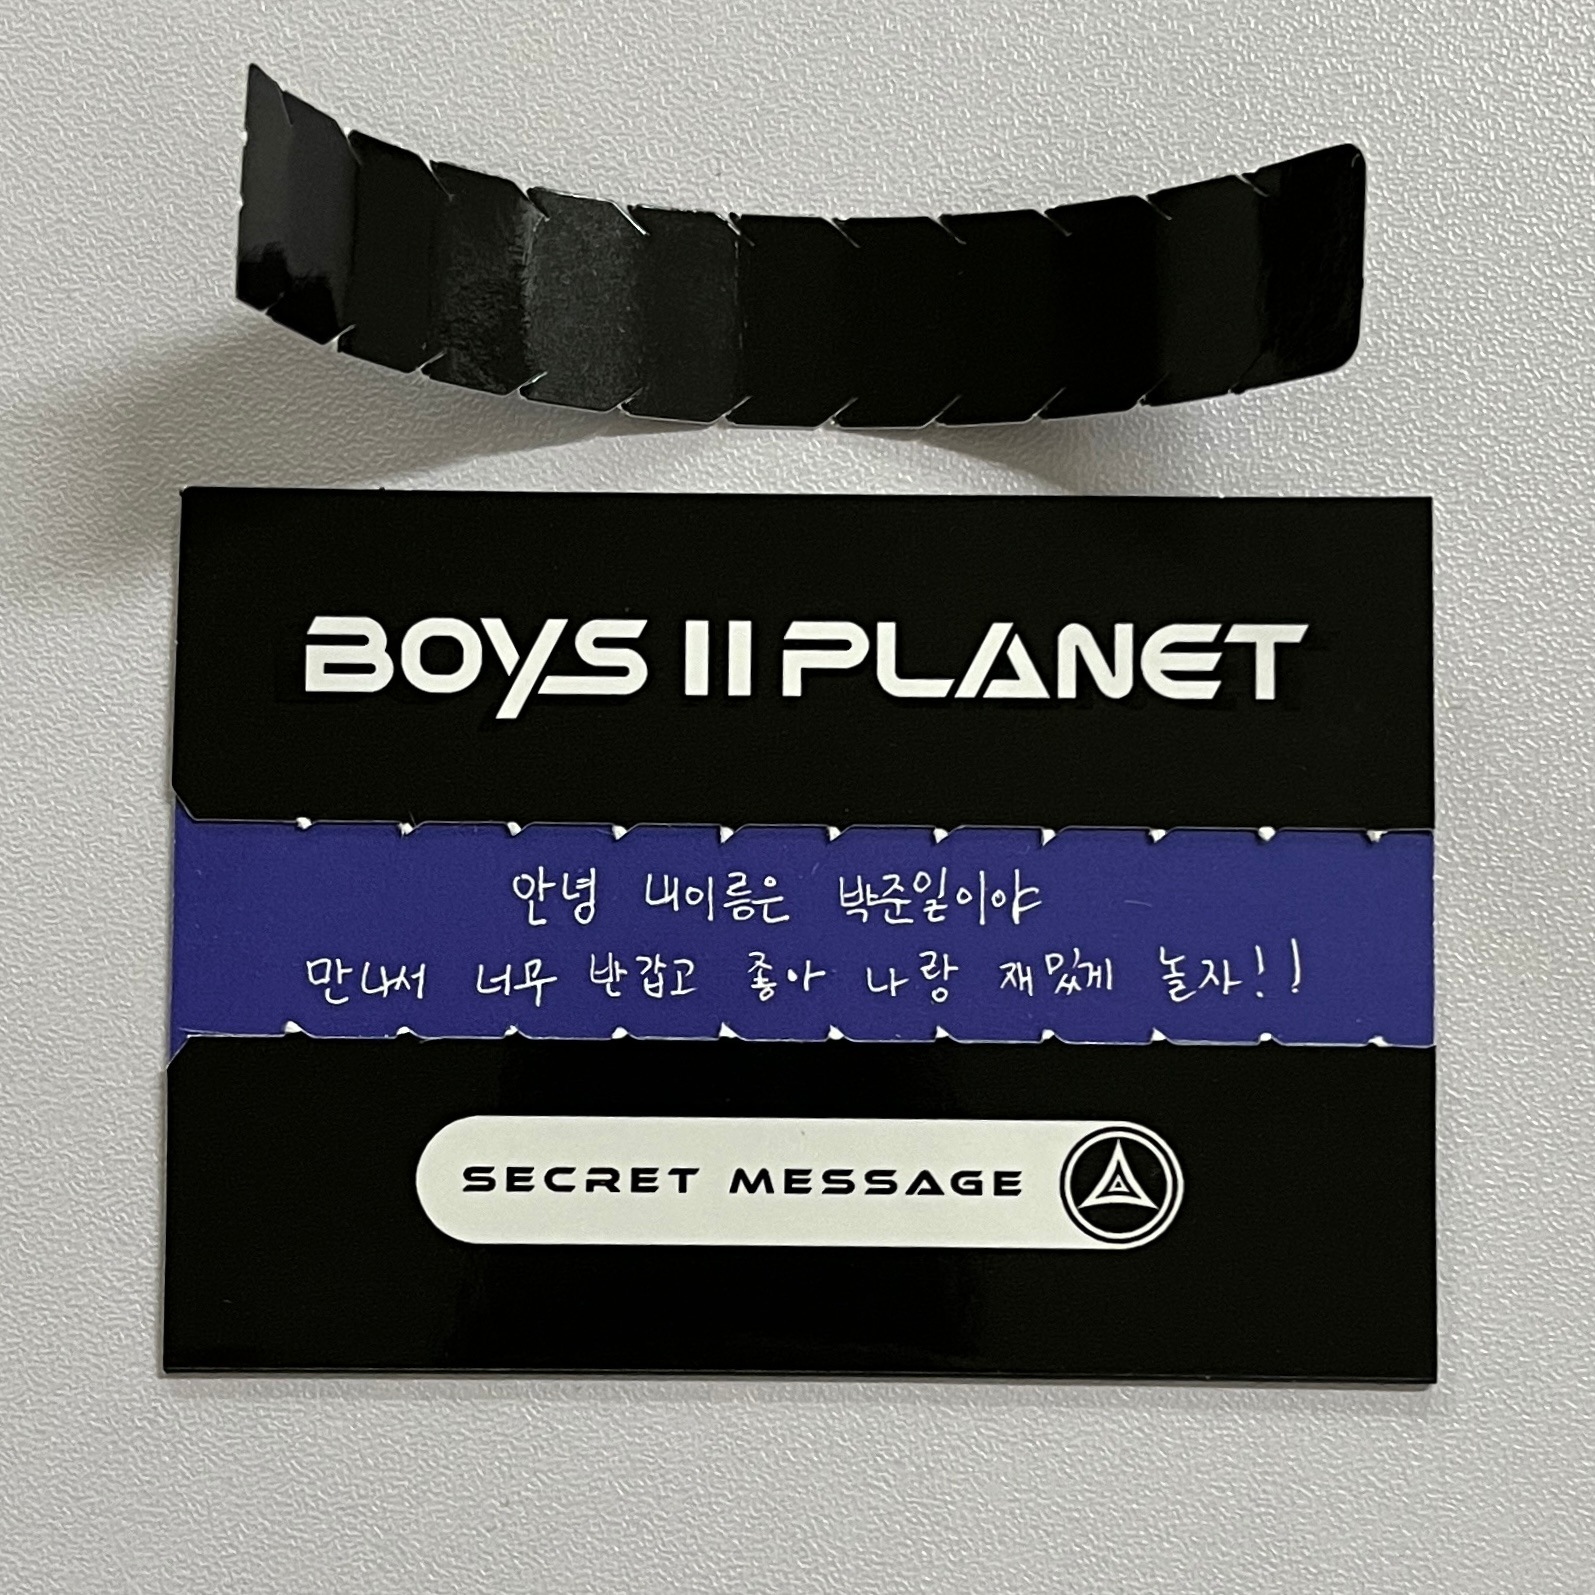 BOYS II PLANET
안녕 내이름은 박준일이야
만나서 너무 반갑고 좋아 나랑 재밌게 놀자!!
SECRET MESSAGE